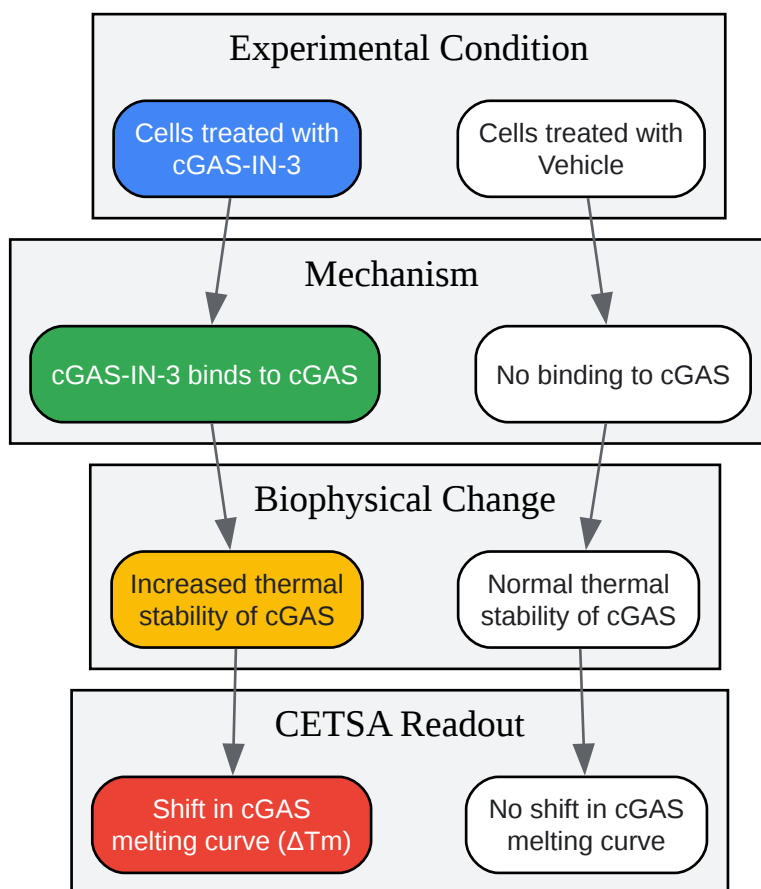 Experimental Condition
Cells treated with
cGAS-IN-3
Cells treated with
Vehicle
Mechanism
cGAS-IN-3 binds to cGAS
No binding to cGAS
Biophysical Change
Increased thermal
stability of cGAS
Normal thermal
stability of cGAS
CETSA Readout
Shift in cGAS
melting curve (ΔTm)
No shift in cGAS
melting curve